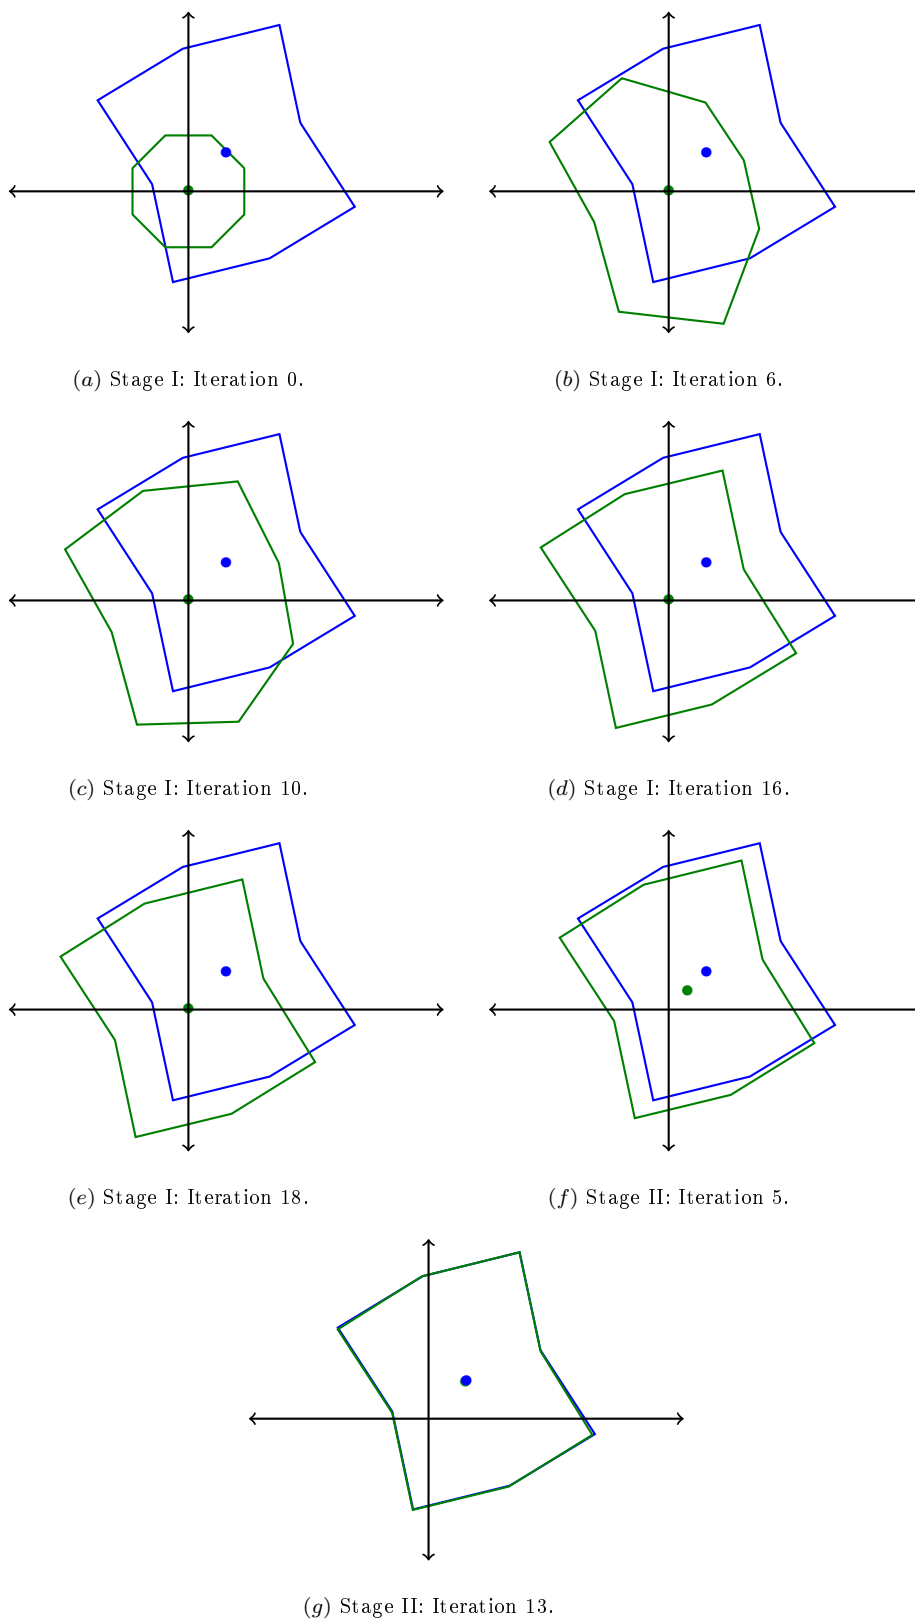 (a) Stage I: Iteration 0.
(b) Stage I: Iteration 6.
(c) Stage I: Iteration 10.
(d) Stage I: Iteration 16.
(e) Stage I: Iteration 18.
(f) Stage II: Iteration 5.
(g) Stage II: Iteration 13.